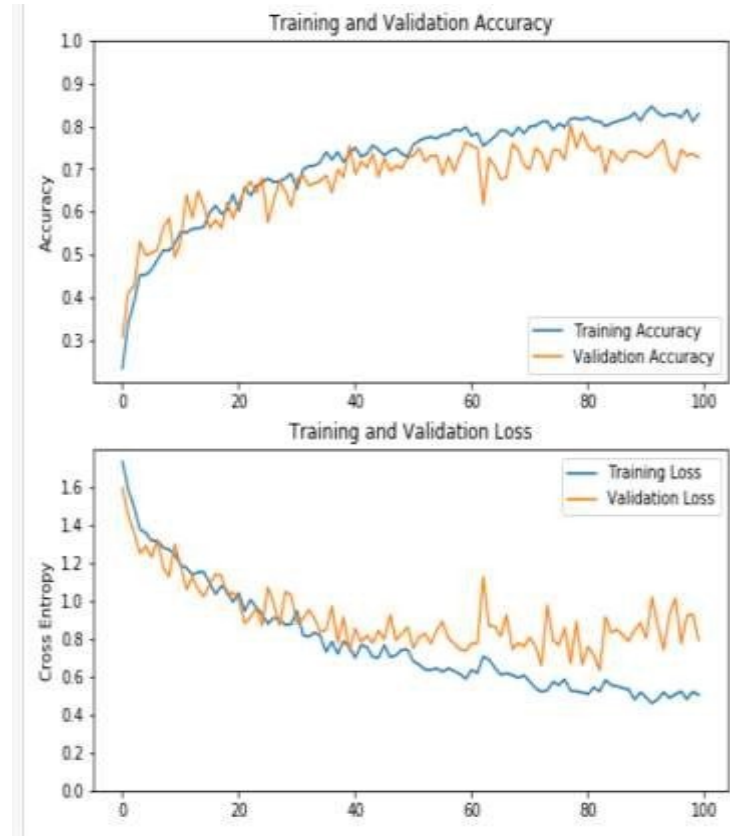 Training and Validation Accuracy
1.0
0.9
0.8
0.7
0.6
0.5
0.4
0.3
Accuracy
Training Accuracy
Validation Accuracy
0 20 40 60 80 100
Training and Validation Loss
1.6
1.4
1.2
1.0
0.8
0.6
0.4
0.2
0.0
Cross Entropy
Training Loss
Validation Loss
0 20 40 60 80 100